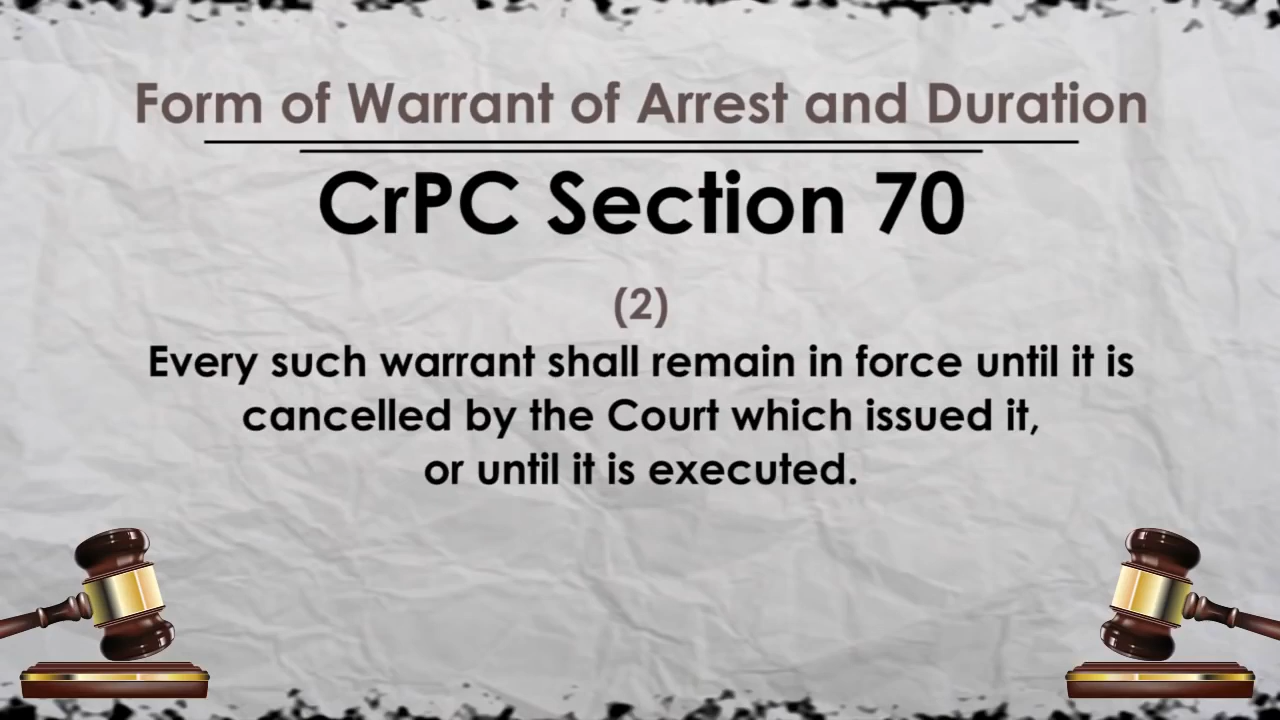 Form of Warrant of Arrest and Duration
CrPC Section 70
(2)
Every such warrant shall remain in force until it is
cancelled by the Court which issued it,
or until it is executed.